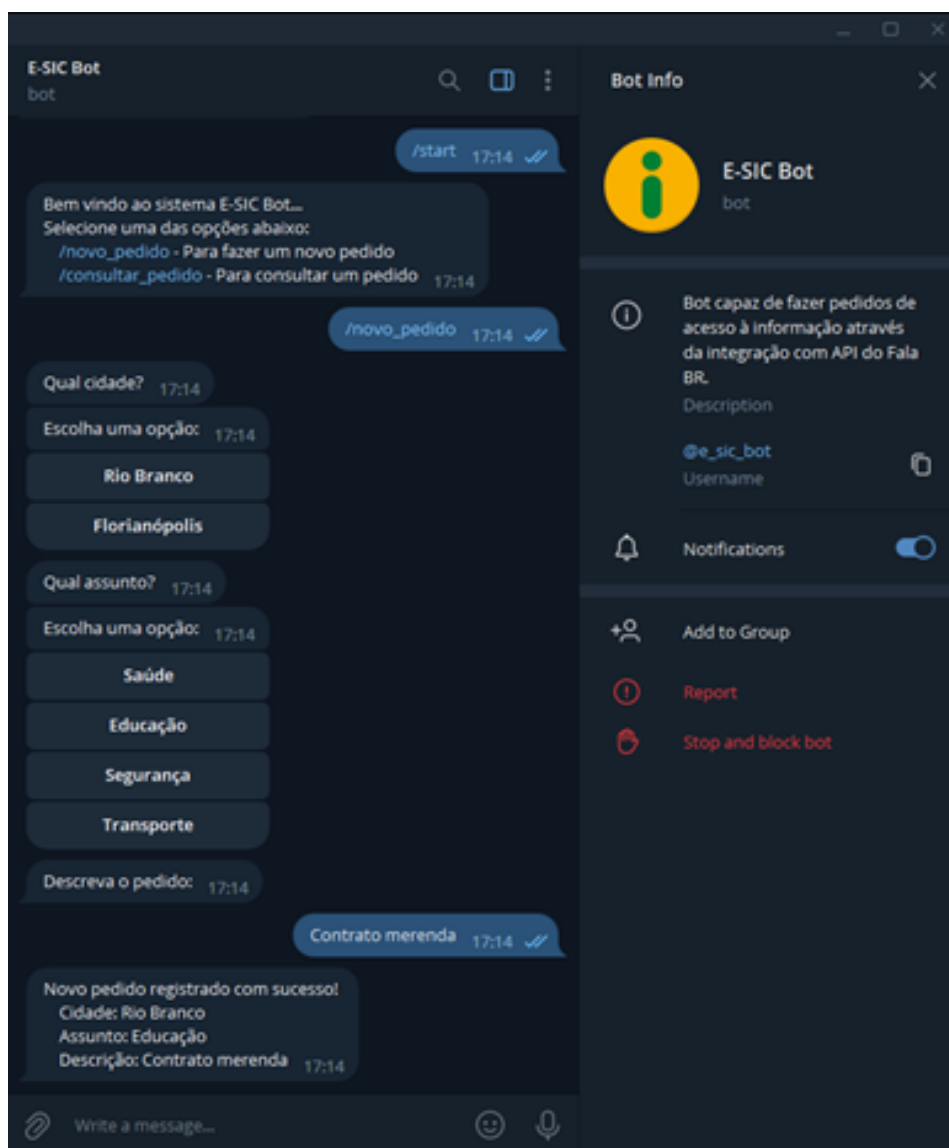 E-SIC Bot
bot
/start 17:14
Bem vindo ao sistema E-SIC Bot...
Selecione uma das opções abaixo:
/novo_pedido - Para fazer um novo pedido
/consultar_pedido - Para consultar um pedido 17:14
/novo_pedido 17:14
Qual cidade? 17:14
Escolha uma opção: 17:14
Rio Branco
Florianópolis
Qual assunto? 17:14
Escolha uma opção: 17:14
Saúde
Educação
Segurança
Transporte
Descreva o pedido: 17:14
Contrato merenda 17:14
Novo pedido registrado com sucesso!
Cidade: Rio Branco
Assunto: Educação
Descrição: Contrato merenda 17:14
Write a message...
Bot Info
E-SIC Bot
bot
Bot capaz de fazer pedidos de
acesso à informação através
da integração com API do Fala
BR.
Description
@e_sic_bot
Username
Notifications
Add to Group
Report
Stop and block bot